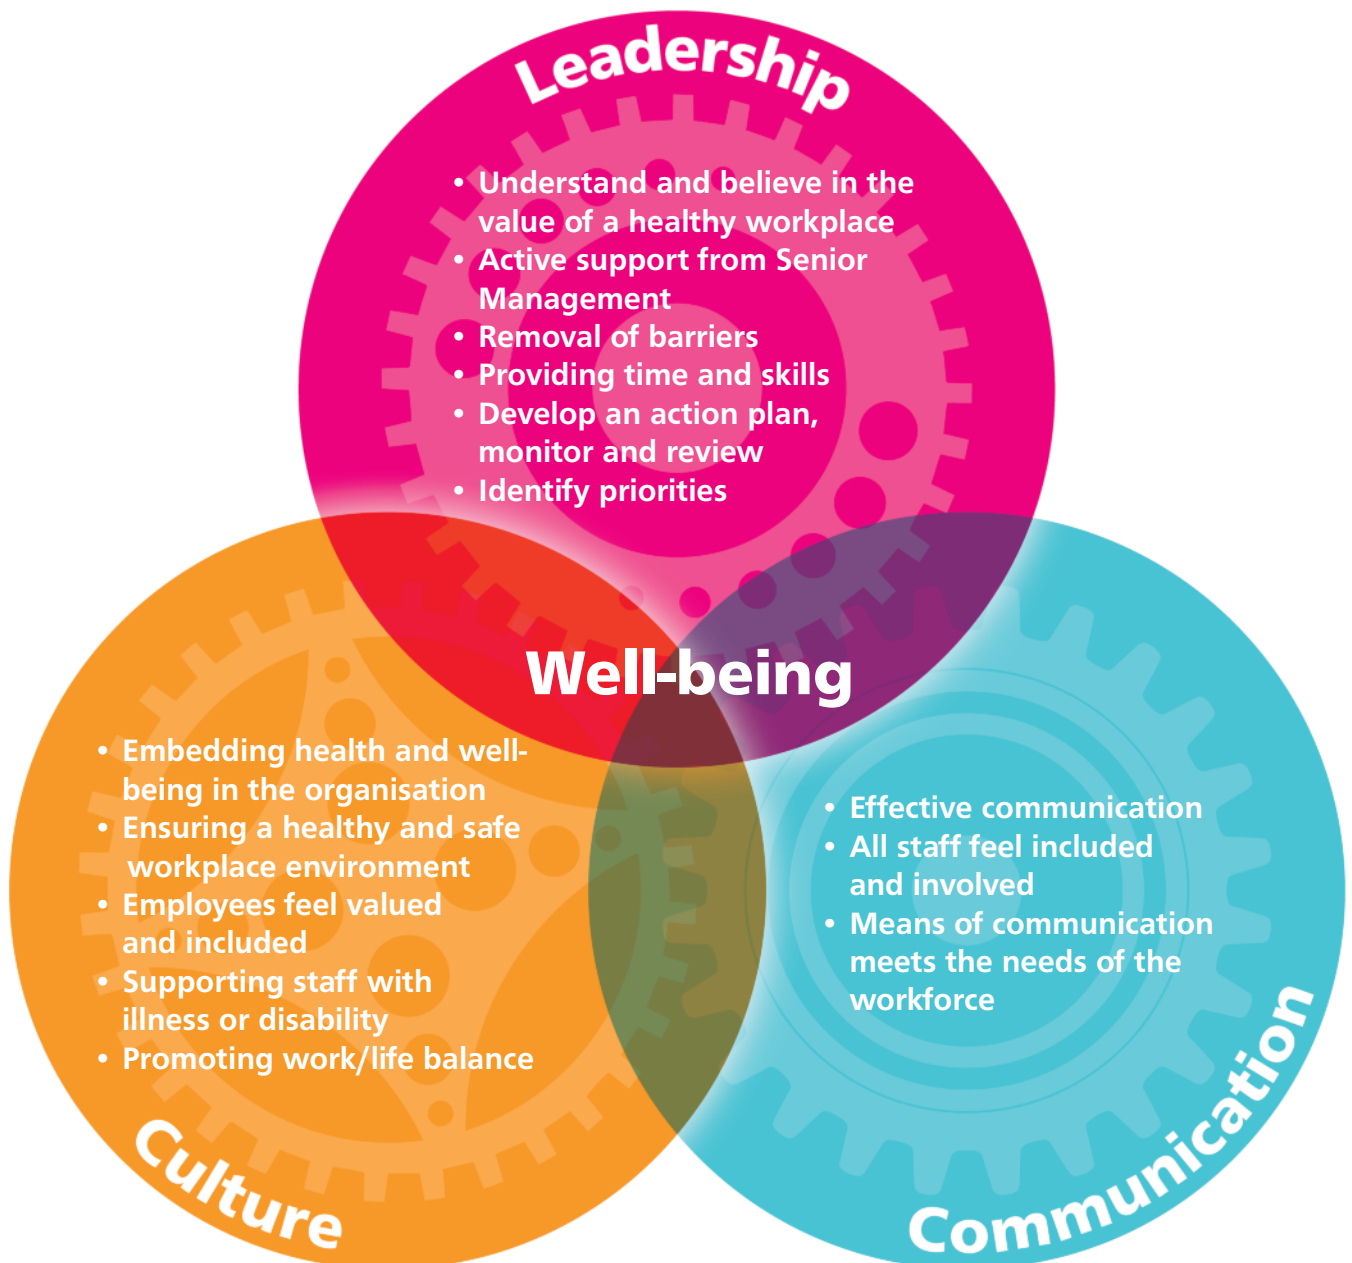 Leadership
• Understand and believe in the
value of a healthy workplace
• Active support from Senior
Management
• Removal of barriers
• Providing time and skills
• Develop an action plan,
monitor and review
• Identify priorities
Well-being
• Embedding health and well-
being in the organisation
• Ensuring a healthy and safe
workplace environment
• Employees feel valued
and included
• Supporting staff with
illness or disability
• Promoting work/life balance
Culture
• Effective communication
• All staff feel included
and involved
• Means of communication
meets the needs of the
workforce
Communication